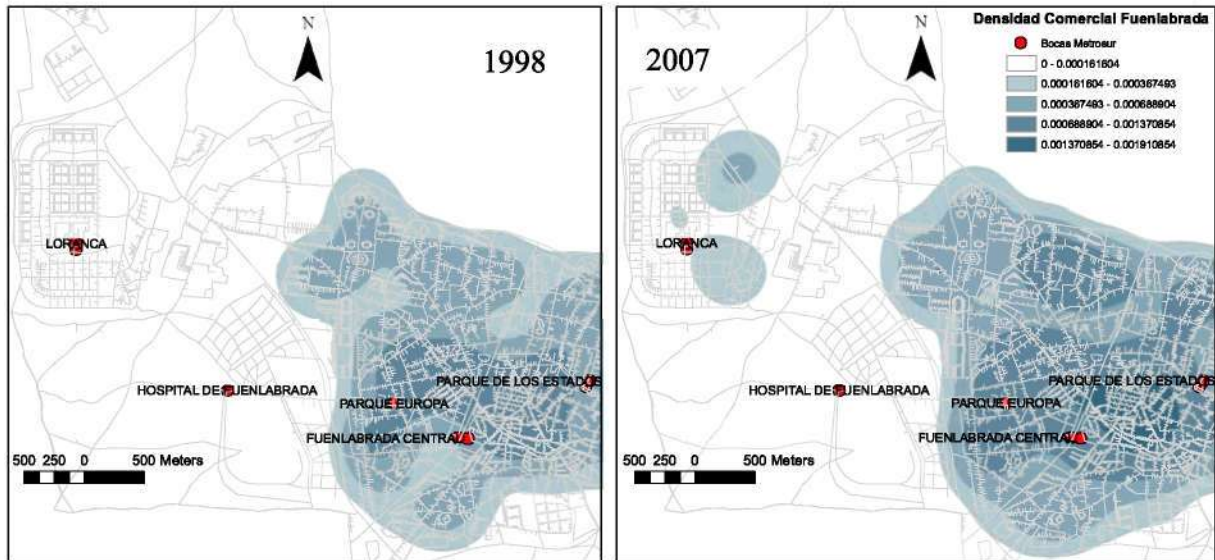 N
1998
LORANCA
HOSPITAL DE FUENLABRADA
PARQUE DE LOS ESTADOS
PARQUE EUROPA
FUENLABRADA CENTRAL
500 250 0 500 Meters
N
2007
Densidad Comercial Fuenlabrada
Bocas Metrosur
0 - 0.000161604
0.000161604 - 0.000367493
0.000367493 - 0.000688904
0.000688904 - 0.001370854
0.001370854 - 0.001910854
LORANCA
HOSPITAL DE FUENLABRADA
PARQUE DE LOS ESTADOS
PARQUE EUROPA
FUENLABRADA CENTRAL
500 250 0 500 Meters